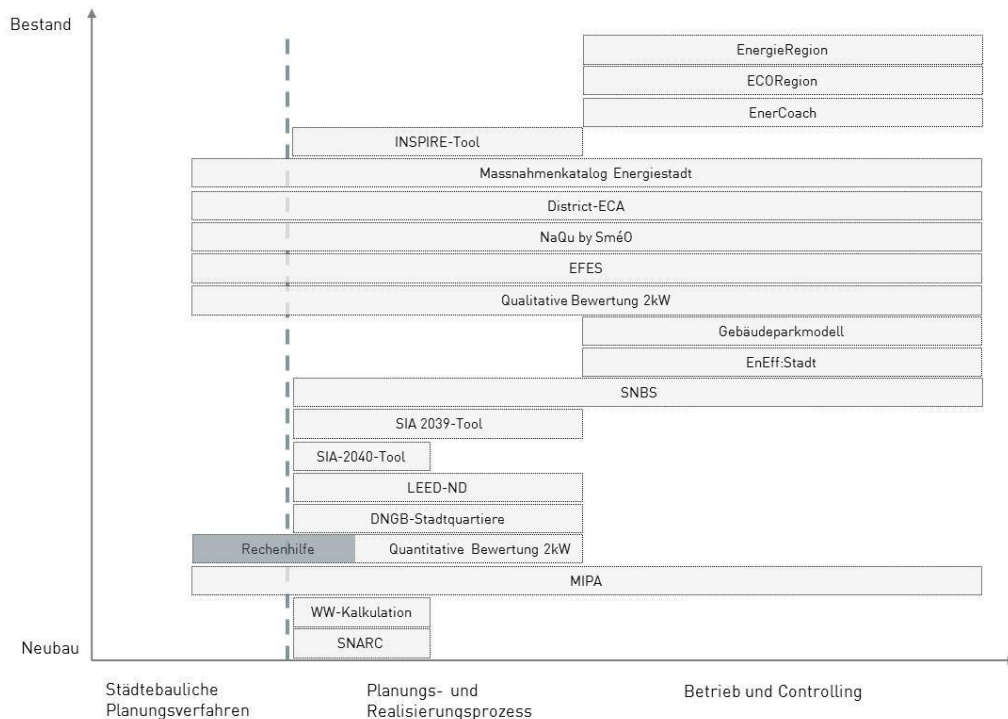 Bestand
EnergieRegion
ECORegion
EnerCoach
INSPIRE-Tool
Massnahmenkatalog Energiestadt
District-ECA
NaQu by SméO
EFES
Qualitative Bewertung 2kW
Gebäudeparkmodell
EnEff:Stadt
SNBS
SIA 2039-Tool
SIA-2040-Tool
LEED-ND
DNGB-Stadtquartiere
Rechenhilfe Quantitative Bewertung 2kW
MIPA
WW-Kalkulation
SNARC
Neubau
Städtebauliche
Planungsverfahren
Planungs- und
Realisierungsprozess
Betrieb und Controlling